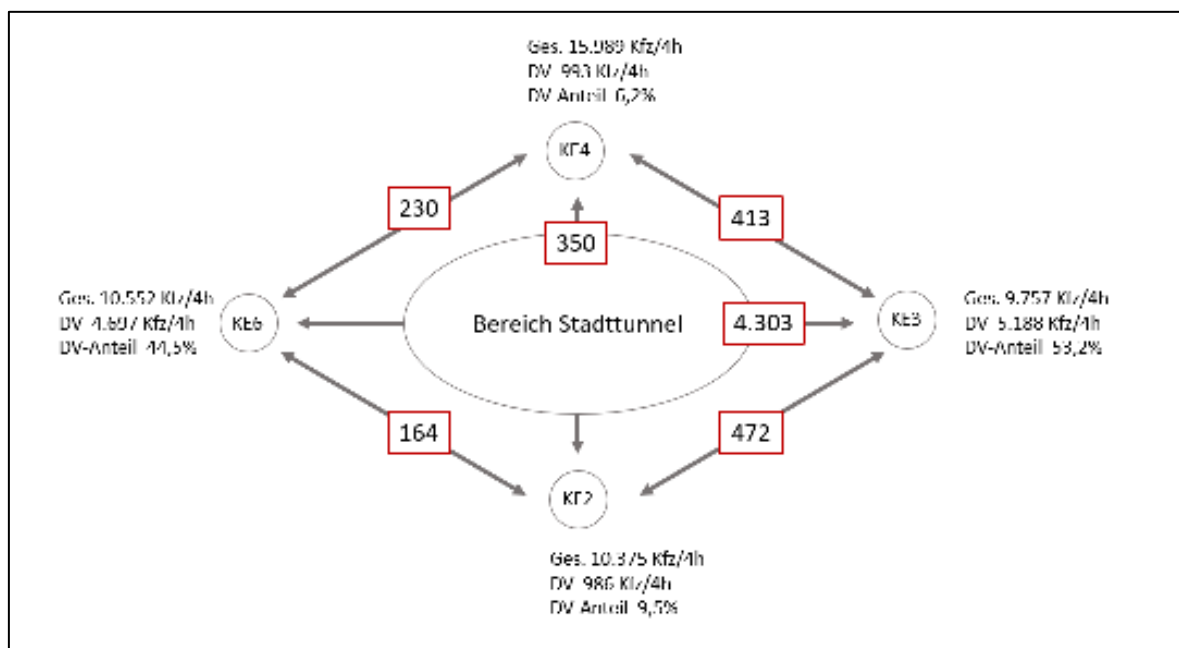 Ges. 15.989 Kfz/4h
DV 993 Kfz/4h
DV Anteil 6,2%
KE4
230
413
350
Ges. 10.552 Kfz/4h
DV 4.697 Kfz/4h
DV-Anteil 44,5%
KE6
Bereich Stadttunnel
4.303
KE3
Ges. 9.757 Kfz/4h
DV 5.188 Kfz/4h
DV-Anteil 53,2%
164
472
KE2
Ges. 10.375 Kfz/4h
DV 986 Kfz/4h
DV Anteil 9,5%